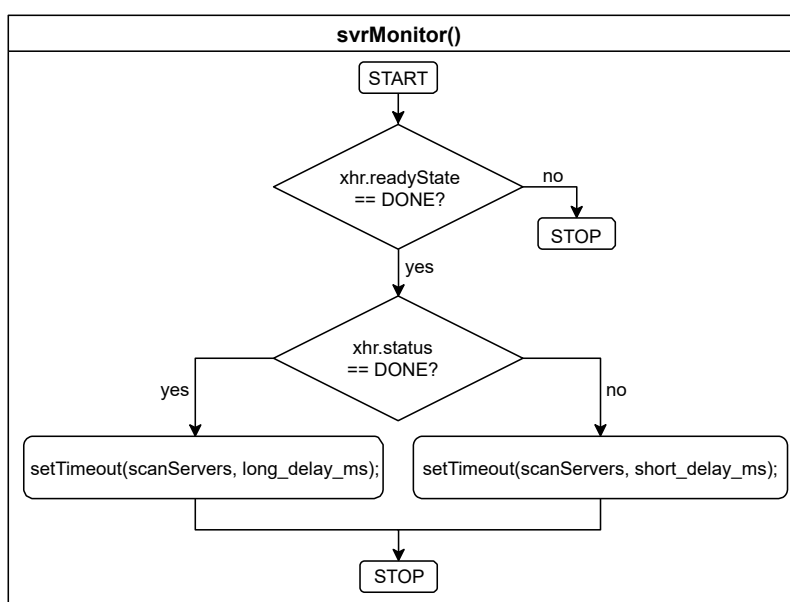 svrMonitor()
START
xhr.readyState
== DONE?
no
STOP
yes
xhr.status
== DONE?
yes
no
setTimeout(scanServers, long_delay_ms);
setTimeout(scanServers, short_delay_ms);
STOP